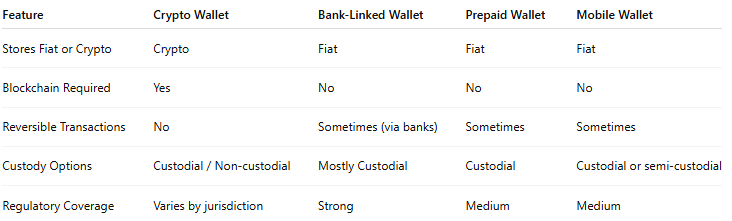 Feature Crypto Wallet Bank-Linked Wallet Prepaid Wallet Mobile Wallet
Stores Fiat or Crypto Crypto Fiat Fiat Fiat
Blockchain Required Yes No No No
Reversible Transactions No Sometimes (via banks) Sometimes Sometimes
Custody Options Custodial / Non-custodial Mostly Custodial Custodial Custodial or semi-custodial
Regulatory Coverage Varies by jurisdiction Strong Medium Medium